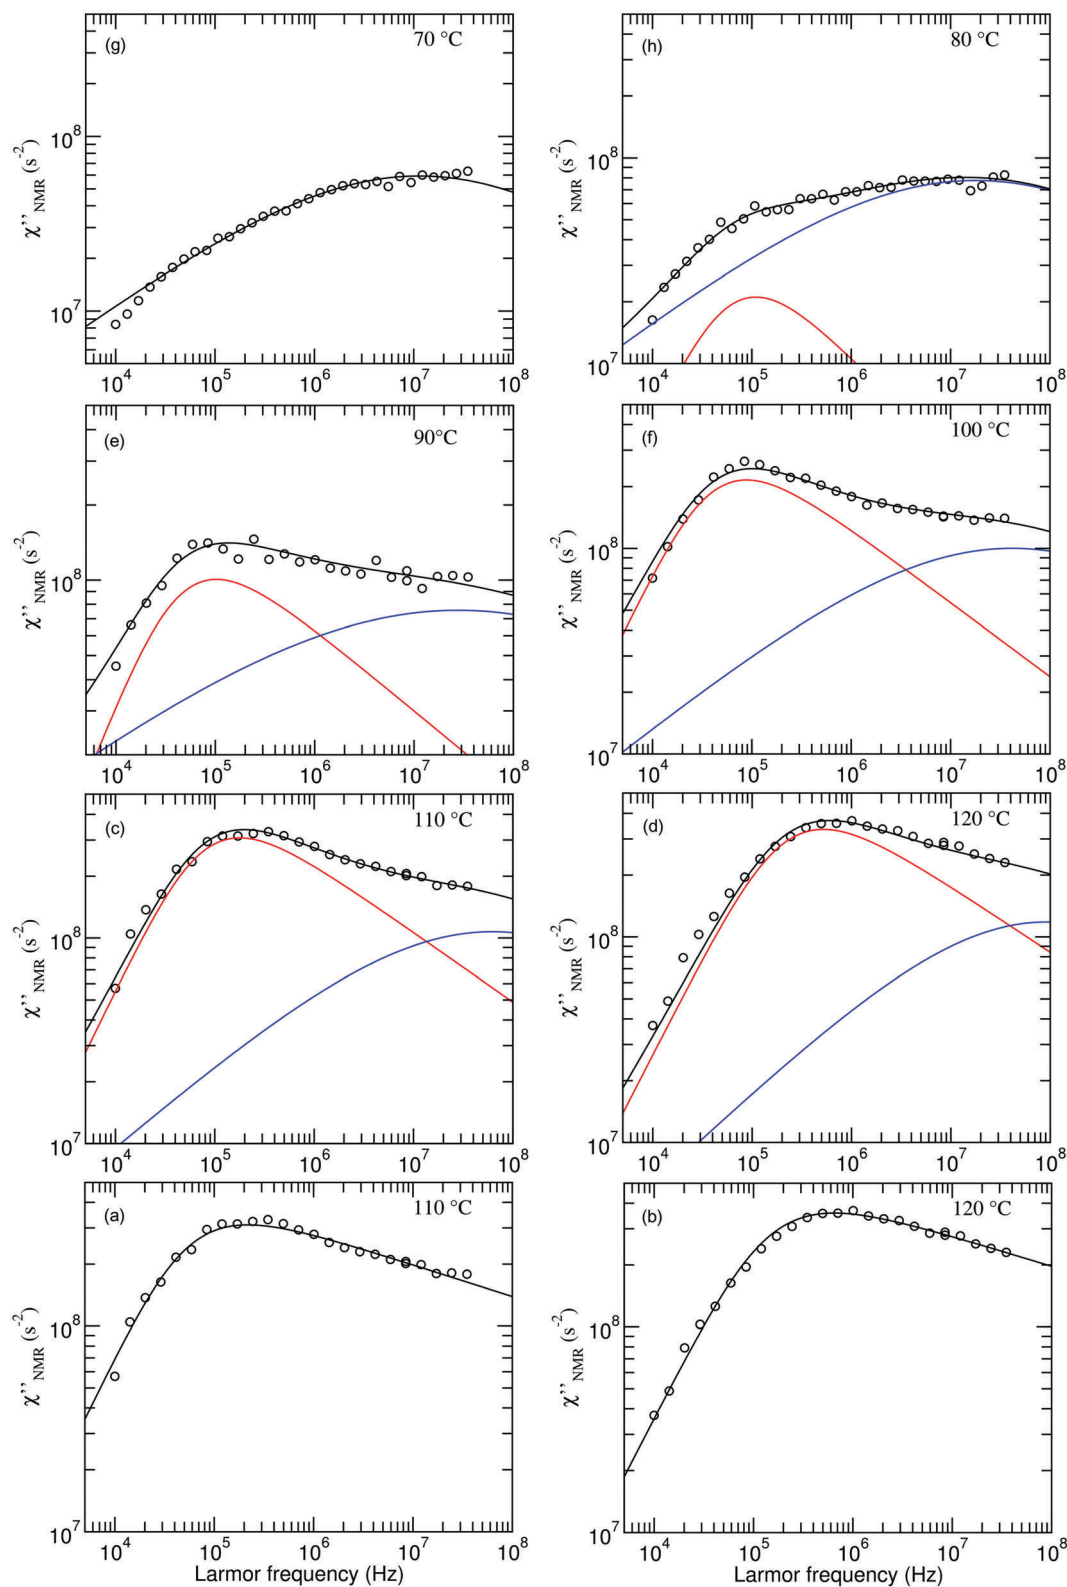 (g) 70 °C
χ’’NMR (s-2)
10^8
10^7
10^4 10^5 10^6 10^7 10^8
(h) 80 °C
χ’’NMR (s-2)
10^8
10^7
10^4 10^5 10^6 10^7 10^8
(e) 90°C
χ’’NMR (s-2)
10^8
10^4 10^5 10^6 10^7 10^8
(f) 100 °C
χ’’NMR (s-2)
10^8
10^7
10^4 10^5 10^6 10^7 10^8
(c) 110 °C
χ’’NMR (s-2)
10^8
10^7
10^4 10^5 10^6 10^7 10^8
(d) 120 °C
χ’’NMR (s-2)
10^8
10^7
10^4 10^5 10^6 10^7 10^8
(a) 110 °C
χ’’NMR (s-2)
10^8
10^7
10^4 10^5 10^6 10^7 10^8
Larmor frequency (Hz)
(b) 120 °C
χ’’NMR (s-2)
10^8
10^7
10^4 10^5 10^6 10^7 10^8
Larmor frequency (Hz)